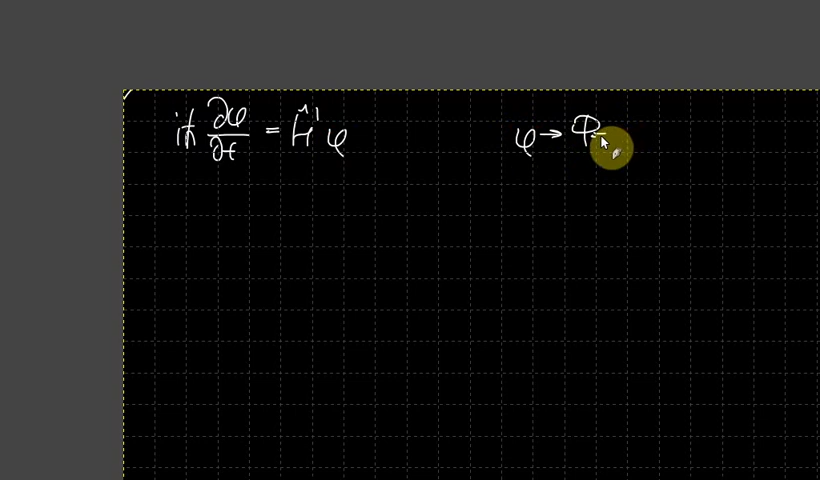 iħ ∂φ/∂t = Ĥ' φ
φ → Φ